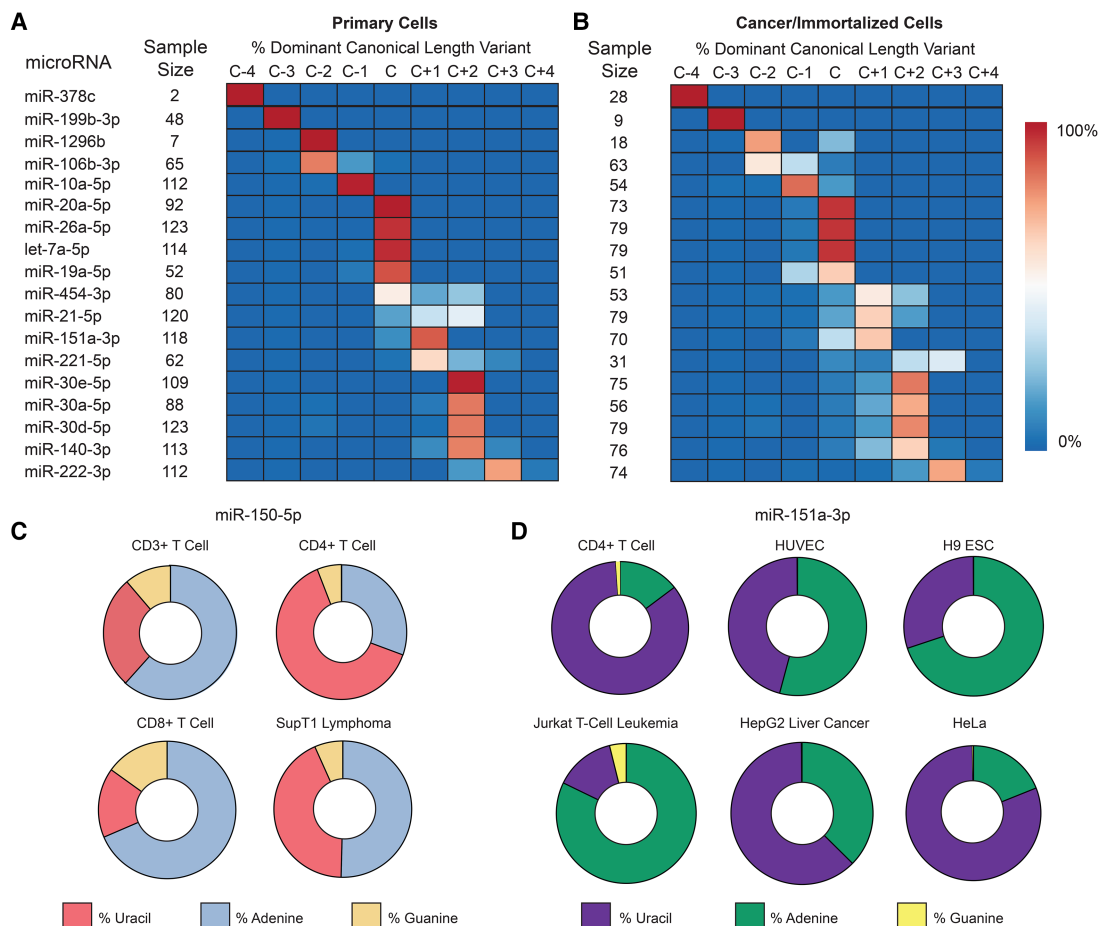 A
Primary Cells
B
Cancer/Immortalized Cells
microRNA
Sample Size
% Dominant Canonical Length Variant
Sample Size
% Dominant Canonical Length Variant
C-4 C-3 C-2 C-1 C C+1 C+2 C+3 C+4
C-4 C-3 C-2 C-1 C C+1 C+2 C+3 C+4
miR-378c 2 28
miR-199b-3p 48 9
miR-1296b 7 18
miR-106b-3p 65 63
miR-10a-5p 112 54
miR-20a-5p 92 73
miR-26a-5p 123 79
let-7a-5p 114 79
miR-19a-5p 52 51
miR-454-3p 80 53
miR-21-5p 120 79
miR-151a-3p 118 70
miR-221-5p 62 31
miR-30e-5p 109 75
miR-30a-5p 88 56
miR-30d-5p 123 79
miR-140-3p 113 76
miR-222-3p 112 74
100%
0%
C
miR-150-5p
CD3+ T Cell CD4+ T Cell
CD8+ T Cell SupT1 Lymphoma
% Uracil % Adenine % Guanine
D
miR-151a-3p
CD4+ T Cell HUVEC H9 ESC
Jurkat T-Cell Leukemia HepG2 Liver Cancer HeLa
% Uracil % Adenine % Guanine